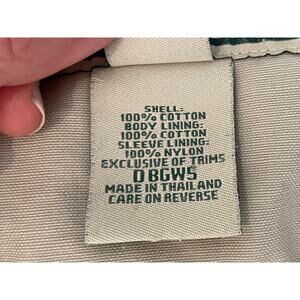 SHELL:
100% COTTON
BODY LINING:
100% COTTON
SLEEVE LINING:
100% NYLON
EXCLUSIVE OF TRIMS
D BGW5
MADE IN THAILAND
CARE ON REVERSE